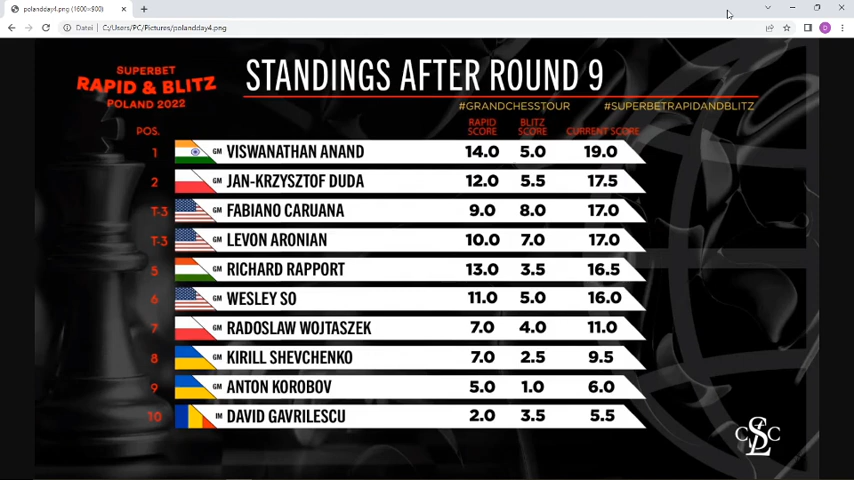 polandday4.png (1600×900)
Datei C:/Users/PC/Pictures/polandday4.png
D
SUPERBET
RAPID & BLITZ
POLAND 2022
STANDINGS AFTER ROUND 9
#GRANDCHESSTOUR #SUPERBETRAPIDANDBLITZ
POS. RAPID SCORE BLITZ SCORE CURRENT SCORE
1 GM VISWANATHAN ANAND 14.0 5.0 19.0
2 GM JAN-KRZYSZTOF DUDA 12.0 5.5 17.5
T-3 GM FABIANO CARUANA 9.0 8.0 17.0
T-3 GM LEVON ARONIAN 10.0 7.0 17.0
5 GM RICHARD RAPPORT 13.0 3.5 16.5
6 GM WESLEY SO 11.0 5.0 16.0
7 GM RADOSLAW WOJTASZEK 7.0 4.0 11.0
8 GM KIRILL SHEVCHENKO 7.0 2.5 9.5
9 GM ANTON KOROBOV 5.0 1.0 6.0
10 IM DAVID GAVRILESCU 2.0 3.5 5.5
CSCL